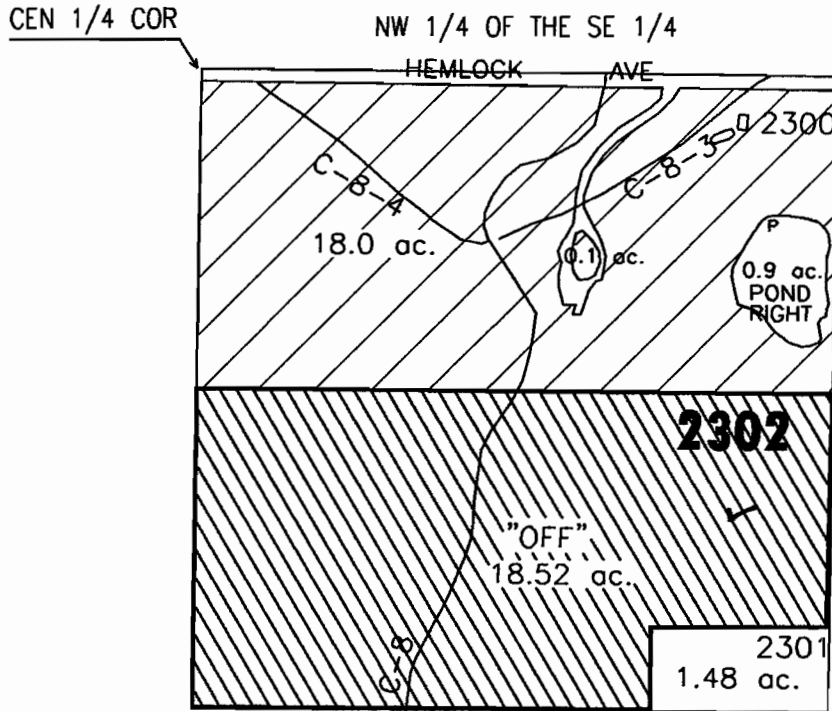 CEN 1/4 COR
NW 1/4 OF THE SE 1/4
HEMLOCK AVE
2300
C-8-4
C-8-3
18.0 ac.
0.1 ac.
P
0.9 ac.
POND
RIGHT
2302
1
"OFF"
18.52 ac.
C-8
2301
1.48 ac.